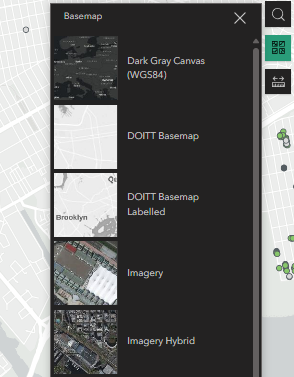 Basemap
Dark Gray Canvas
(WGS84)
DOITT Basemap
DOITT Basemap
Labelled
Brooklyn
Imagery
Imagery Hybrid